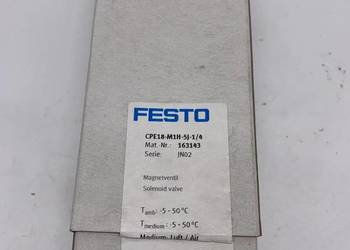 FESTO
CPE18-M1H-5J-1/4
Mat. Nr.: 163143
Serie: JN02
Magnetventil
Solenoid valve
Tamb: -5 - 50 °C
Tmedium: -5 - 50 °C
Medium: Luft / Air